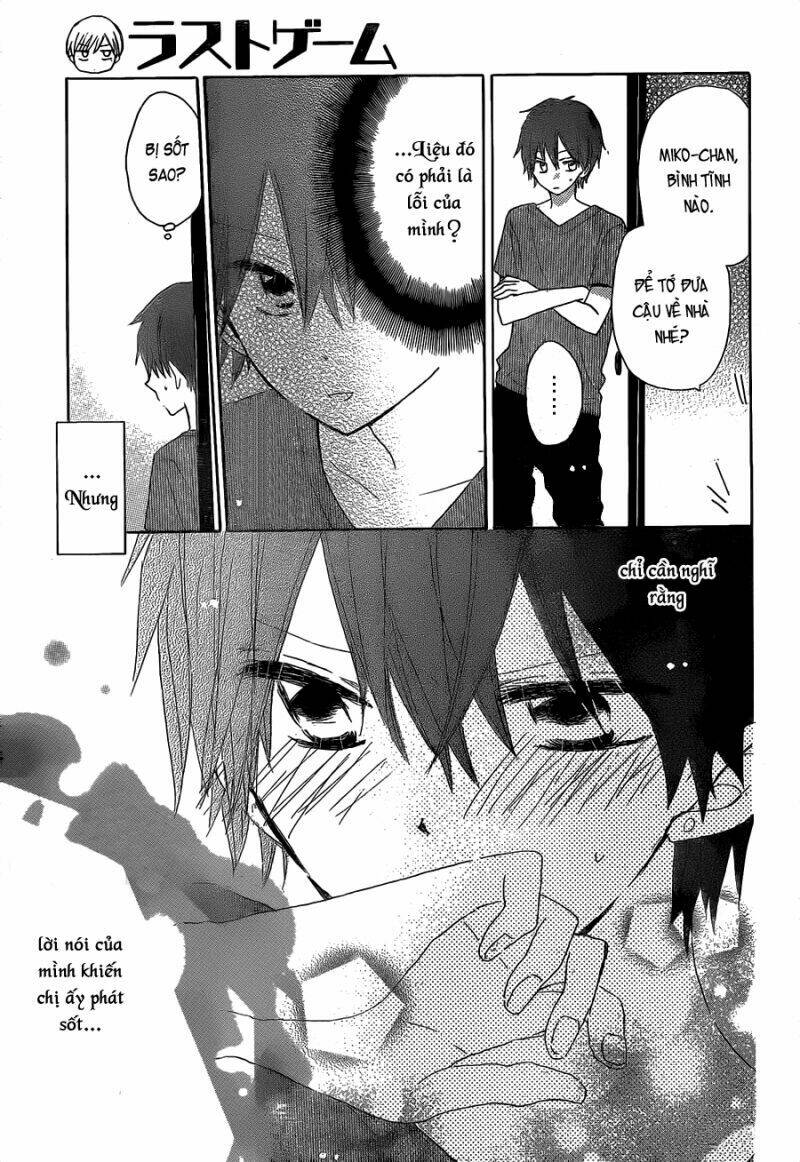 ラストゲーム
MIKO-CHAN,
BÌNH TĨNH
NÀO.
ĐỂ TỚ ĐƯA
CẬU VỀ NHÀ
NHÉ?
......
...Liệu đó
có phải là
lỗi của
mình?
BỊ SỐT
SAO?
...
Nhưng
chỉ cần nghĩ
rằng
lời nói của
mình khiến
chị ấy phát
sốt...